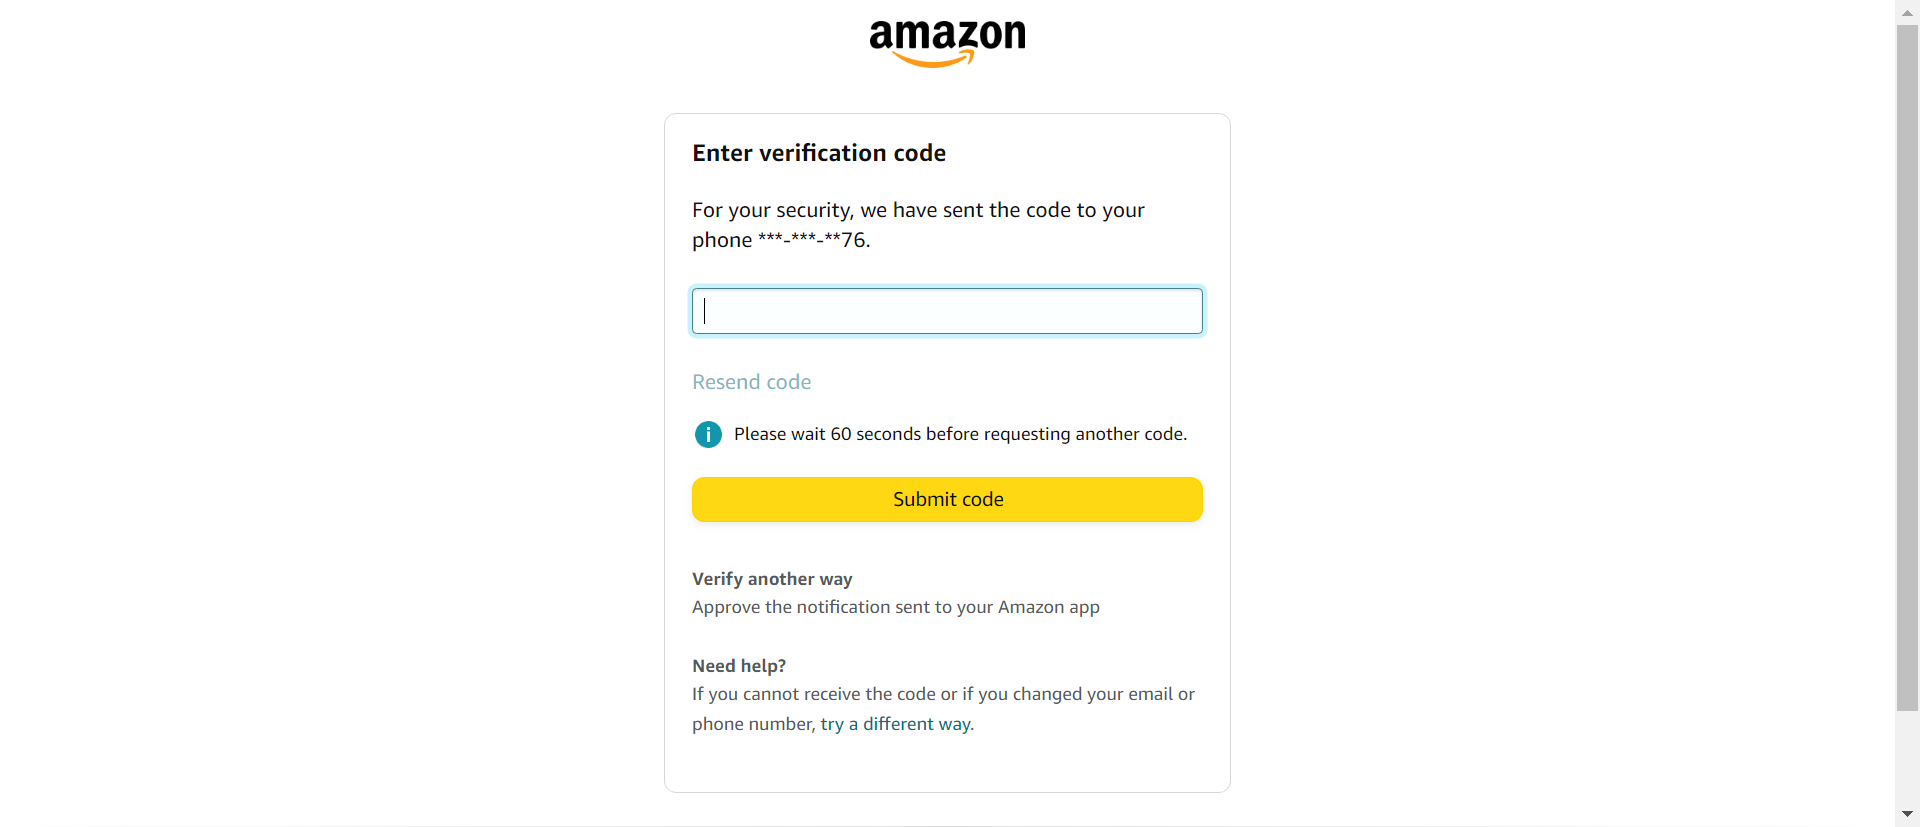 amazon
Enter verification code
For your security, we have sent the code to your
phone ***-***-**76.
Resend code
i Please wait 60 seconds before requesting another code.
Submit code
Verify another way
Approve the notification sent to your Amazon app
Need help?
If you cannot receive the code or if you changed your email or
phone number, try a different way.